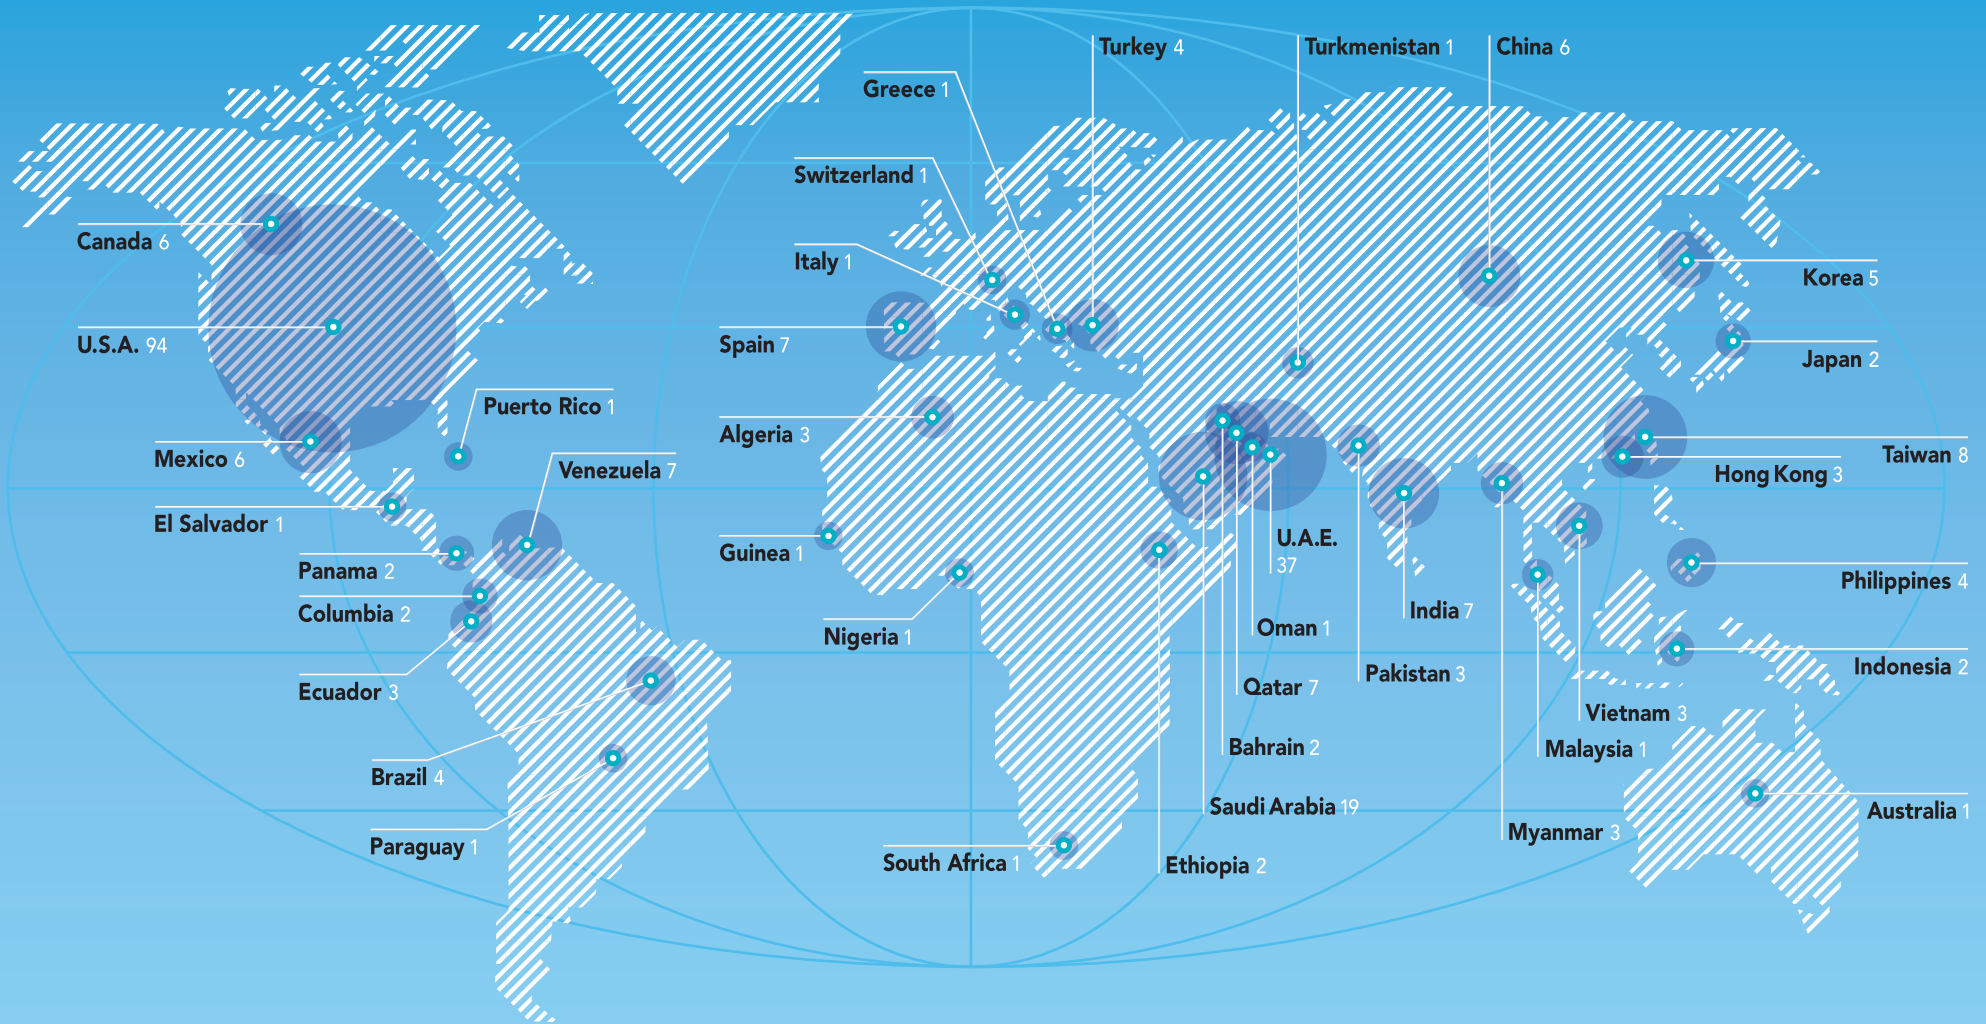 Turkey 4
Turkmenistan 1
China 6
Greece 1
Switzerland 1
Canada 6
Italy 1
Korea 5
U.S.A. 94
Spain 7
Japan 2
Puerto Rico 1
Algeria 3
Mexico 6
Venezuela 7
Taiwan 8
Hong Kong 3
El Salvador 1
Guinea 1
U.A.E.
37
Panama 2
Philippines 4
Columbia 2
India 7
Nigeria 1
Oman 1
Ecuador 3
Qatar 7
Pakistan 3
Indonesia 2
Vietnam 3
Bahrain 2
Malaysia 1
Brazil 4
Saudi Arabia 19
Australia 1
Myanmar 3
Paraguay 1
South Africa 1
Ethiopia 2